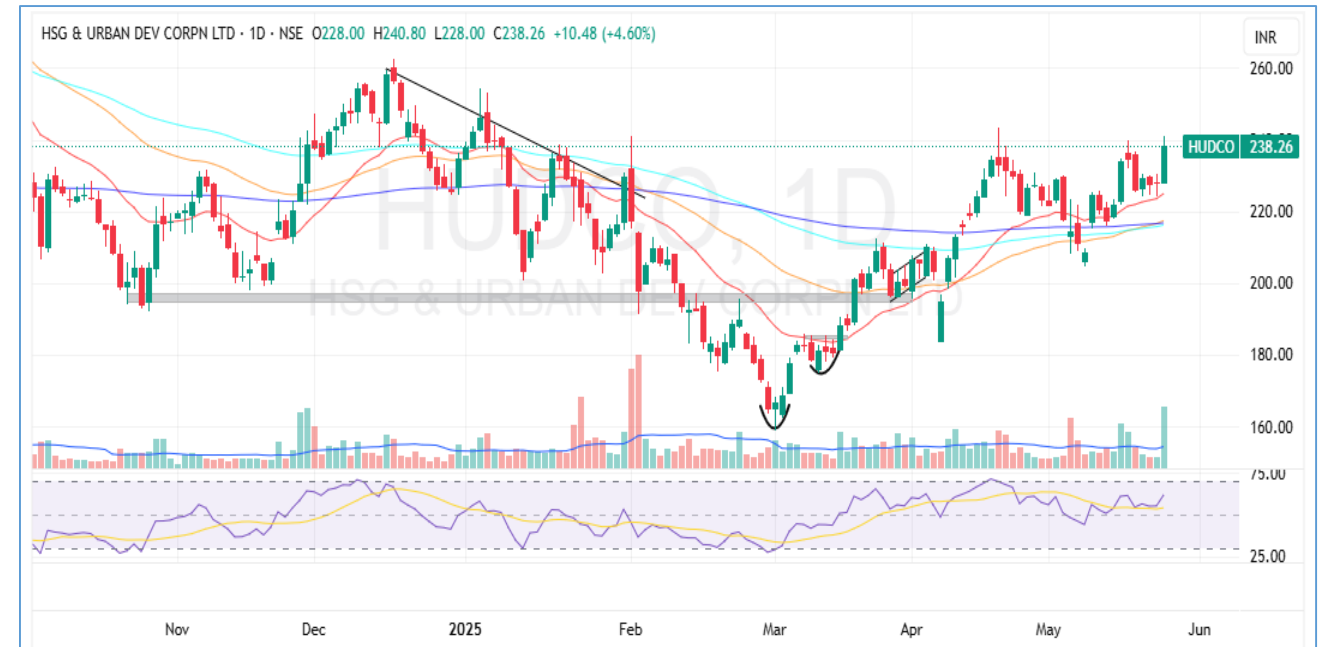 HSG & URBAN DEV CORPN LTD · 1D · NSE O228.00 H240.80 L228.00 C238.26 +10.48 (+4.60%)
INR
260.00
HUDCO 238.26
220.00
200.00
180.00
160.00
75.00
25.00
HUDCO, 1D
HSG & URBAN DEV CORPN LTD
Nov Dec 2025 Feb Mar Apr May Jun